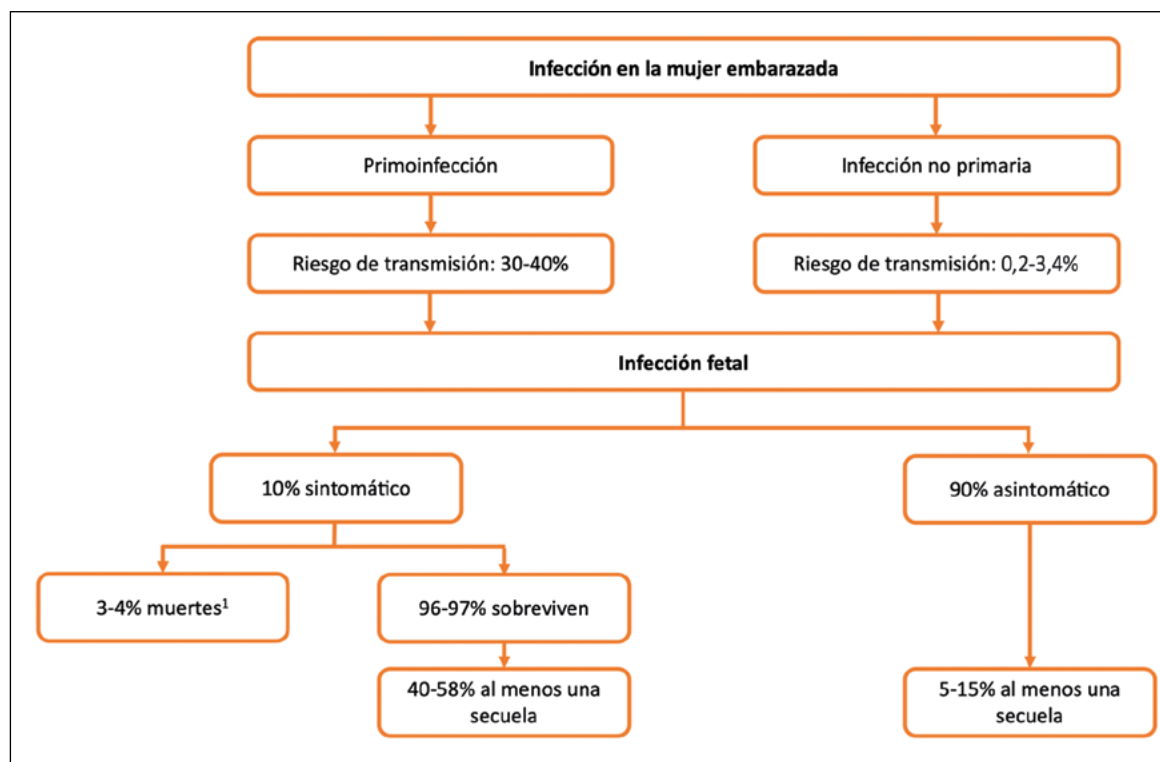 Infección en la mujer embarazada
Primoinfección
Infección no primaria
Riesgo de transmisión: 30-40%
Riesgo de transmisión: 0,2-3,4%
Infección fetal
10% sintomático
90% asintomático
3-4% muertes¹
96-97% sobreviven
40-58% al menos una
secuela
5-15% al menos una
secuela